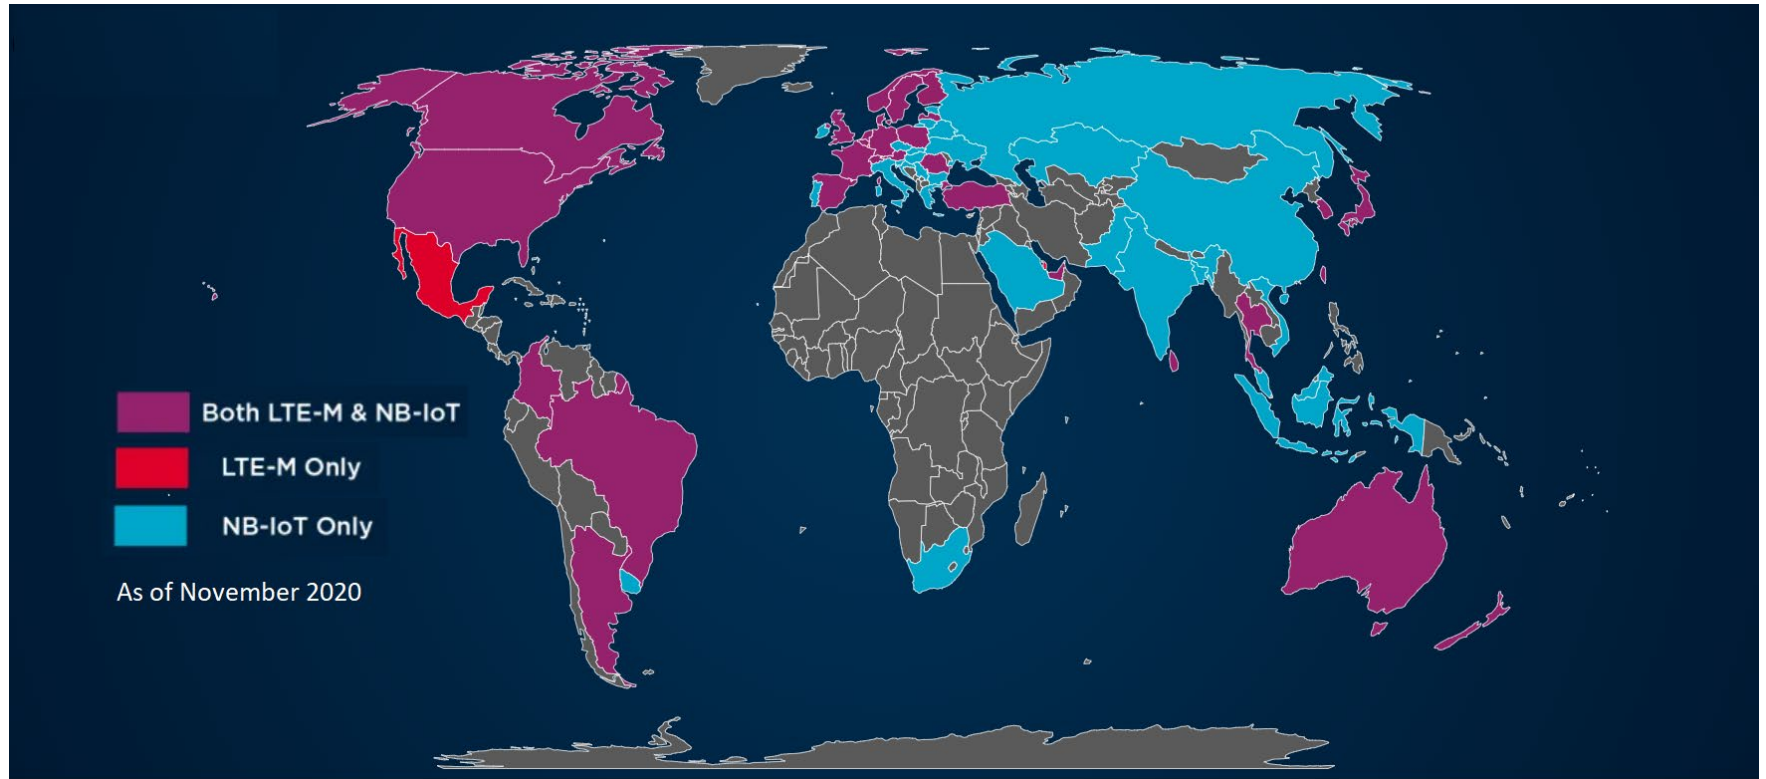 Both LTE-M & NB-IoT
LTE-M Only
NB-IoT Only
As of November 2020